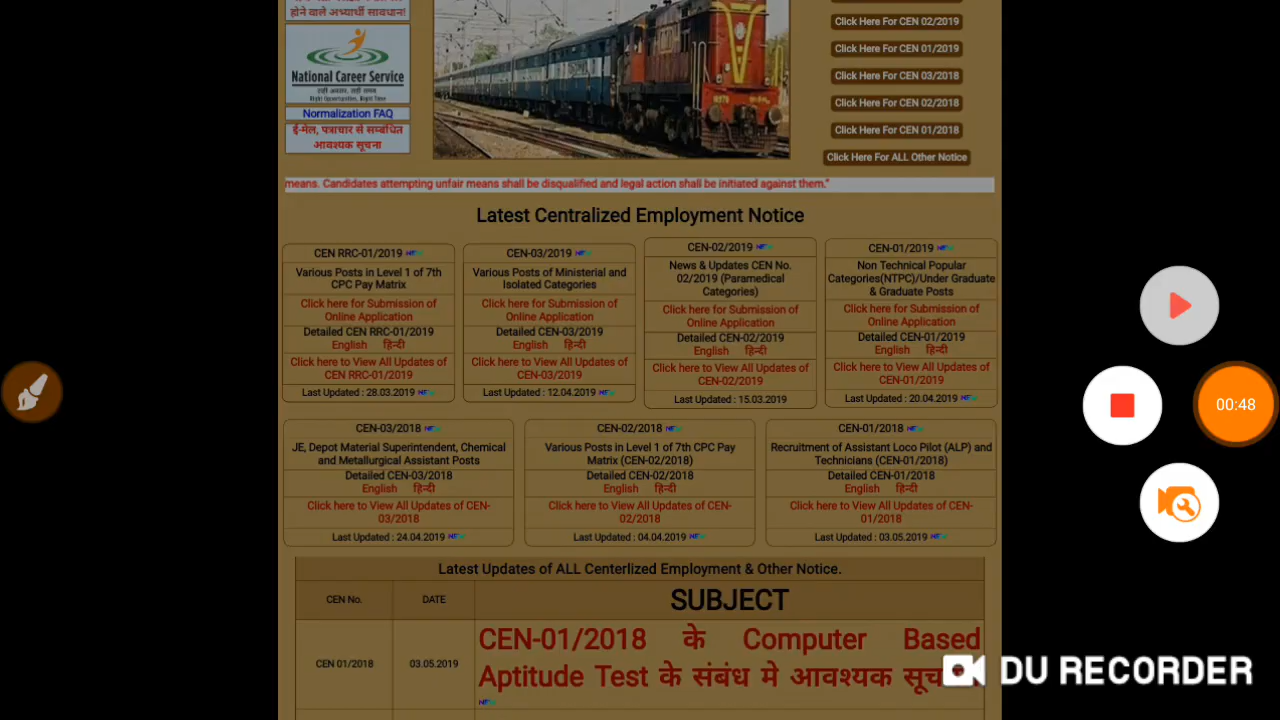 होने वाले अभ्यार्थी सावधान!
National Career Service
Right Opportunities, Right Time
Normalization FAQ
ई-मेल, पत्राचार से सम्बंधित
आवश्यक सूचना
Click Here For CEN 02/2019
Click Here For CEN 01/2019
Click Here For CEN 03/2018
Click Here For CEN 02/2018
Click Here For CEN 01/2018
Click Here For ALL Other Notice
means. Candidates attempting unfair means shall be disqualified and legal action shall be initiated against them."
Latest Centralized Employment Notice
CEN RRC-01/2019 NEW
Various Posts in Level 1 of 7th
CPC Pay Matrix
Click here for Submission of
Online Application
Detailed CEN RRC-01/2019
English हिन्दी
Click here to View All Updates of
CEN RRC-01/2019
Last Updated : 28.03.2019 NEW
CEN-03/2019 NEW
Various Posts of Ministerial and
Isolated Categories
Click here for Submission of
Online Application
Detailed CEN-03/2019
English हिन्दी
Click here to View All Updates of
CEN-03/2019
Last Updated : 12.04.2019 NEW
CEN-02/2019 NEW
News & Updates CEN No.
02/2019 (Paramedical
Categories)
Click here for Submission of
Online Application
Detailed CEN-02/2019
English हिन्दी
Click here to View All Updates of
CEN-02/2019
Last Updated : 15.03.2019
CEN-01/2019 NEW
Non Technical Popular
Categories(NTPC)/Under Graduate
& Graduate Posts
Click here for Submission of
Online Application
Detailed CEN-01/2019
English हिन्दी
Click here to View All Updates of
CEN-01/2019
Last Updated : 20.04.2019 NEW
CEN-03/2018 NEW
JE, Depot Material Superintendent, Chemical
and Metallurgical Assistant Posts
Detailed CEN-03/2018
English हिन्दी
Click here to View All Updates of CEN-
03/2018
Last Updated : 24.04.2019 NEW
CEN-02/2018 NEW
Various Posts in Level 1 of 7th CPC Pay
Matrix (CEN-02/2018)
Detailed CEN-02/2018
English हिन्दी
Click here to View All Updates of CEN-
02/2018
Last Updated : 04.04.2019 NEW
CEN-01/2018 NEW
Recruitment of Assistant Loco Pilot (ALP) and
Technicians (CEN-01/2018)
Detailed CEN-01/2018
English हिन्दी
Click here to View All Updates of CEN-
01/2018
Last Updated : 03.05.2019 NEW
Latest Updates of ALL Centerlized Employment & Other Notice.
CEN No. DATE SUBJECT
CEN 01/2018 03.05.2019
CEN-01/2018 के Computer Based
Aptitude Test के संबंध मे आवश्यक
NEW
00:48
DU RECORDER